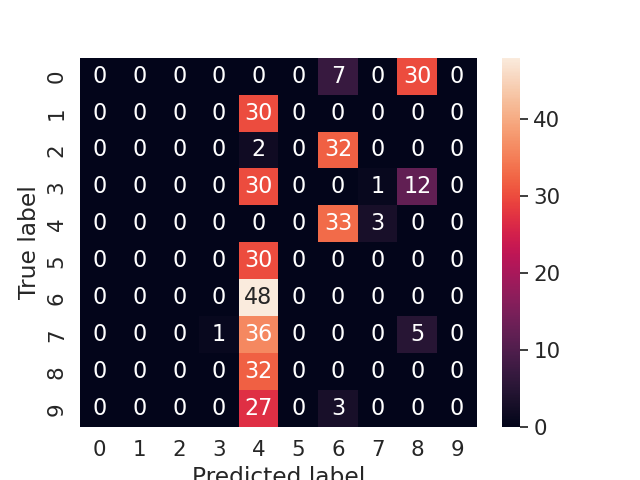 True label
0 0 0 0 0 0 0 7 0 30 0
1 0 0 0 0 30 0 0 0 0 0
2 0 0 0 0 2 0 32 0 0 0
3 0 0 0 0 30 0 0 1 12 0
4 0 0 0 0 0 0 33 3 0 0
5 0 0 0 0 30 0 0 0 0 0
6 0 0 0 0 48 0 0 0 0 0
7 0 0 0 1 36 0 0 0 5 0
8 0 0 0 0 32 0 0 0 0 0
9 0 0 0 0 27 0 3 0 0 0
0 1 2 3 4 5 6 7 8 9
Predicted label
40
30
20
10
0